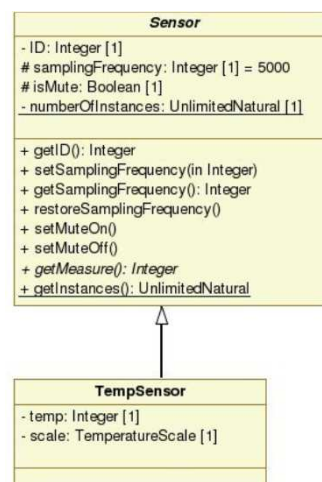 Sensor
- ID: Integer [1]
# samplingFrequency: Integer [1] = 5000
# isMute: Boolean [1]
- numberOfInstances: UnlimitedNatural [1]
+ getID(): Integer
+ setSamplingFrequency(in Integer)
+ getSamplingFrequency(): Integer
+ restoreSamplingFrequency()
+ setMuteOn()
+ setMuteOff()
+ getMeasure(): Integer
+ getInstances(): UnlimitedNatural
TempSensor
- temp: Integer [1]
- scale: TemperatureScale [1]